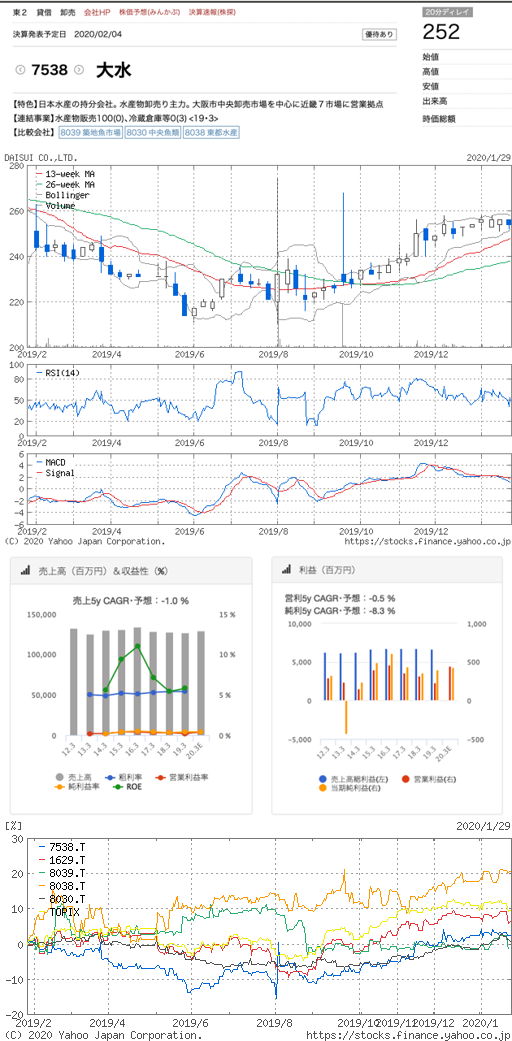 東2 貸借 卸売 会社HP 株価予想(みんかぶ) 決算速報(株探)
20分ディレイ
252
決算発表予定日 2020/02/04
優待あり
7538 大水
始値
高値
安値
出来高
時価総額
【特色】日本水産の持分会社。水産物卸売り主力。大阪市中央卸売市場を中心に近畿7市場に営業拠点
【連結事業】水産物販売100(0)、冷蔵倉庫等0(3) <19・3>
【比較会社】 8039 築地魚市場 8030 中央魚類 8038 東都水産
DAISUI CO.,LTD. 2020/1/29
280
260
240
220
200
13-week MA
26-week MA
Bollinger
Volume
2019/2 2019/4 2019/6 2019/8 2019/10 2019/12
100
80
50
20
0
RSI(14)
2019/2 2019/4 2019/6 2019/8 2019/10 2019/12
6
4
2
0
-2
-4
-6
MACD
Signal
2019/2 2019/4 2019/6 2019/8 2019/10 2019/12
(C) 2020 Yahoo Japan Corporation. https://stocks.finance.yahoo.co.jp/
売上高（百万円）＆収益性（%）
売上5y CAGR・予想：-1.0 %
150,000
100,000
50,000
0
15 %
10 %
5 %
0 %
12.3 13.3 14.3 15.3 16.3 17.3 18.3 19.3 20.3E
売上高 粗利率 営業利益率
純利益率 ROE
利益（百万円）
営利5y CAGR・予想：-0.5 %
純利5y CAGR・予想：-8.3 %
10,000
5,000
0
-5,000
1,000
500
0
-500
12.3 13.3 14.3 15.3 16.3 17.3 18.3 19.3 20.3E
売上高総利益(左) 営業利益(右)
当期純利益(右)
[%] 2020/1/29
30
20
10
0
-10
-20
7538.T
1629.T
8039.T
8038.T
8030.T
TOPIX
2019/2 2019/4 2019/6 2019/8 2019/10 2019/11 2019/12 2020/1
(C) 2020 Yahoo Japan Corporation. https://stocks.finance.yahoo.co.jp/